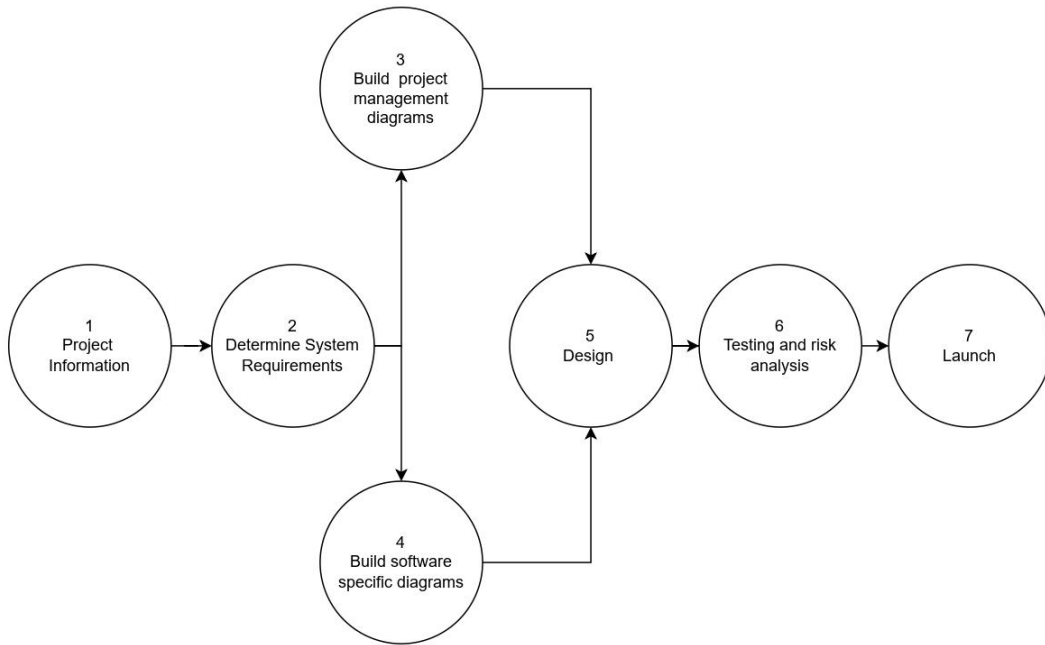 1
Project
Information
2
Determine System
Requirements
3
Build project
management
diagrams
4
Build software
specific diagrams
5
Design
6
Testing and risk
analysis
7
Launch